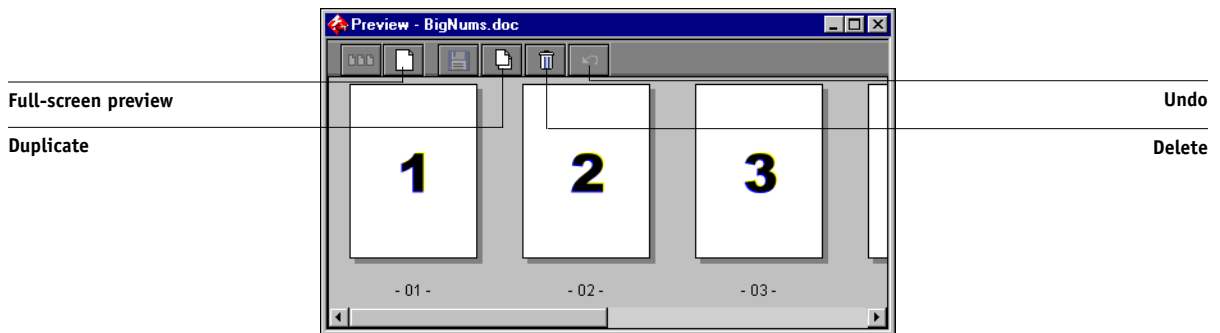 Preview - BigNums.doc
Full-screen preview
Undo
Duplicate
Delete
1 2 3
- 01 - - 02 - - 03 -